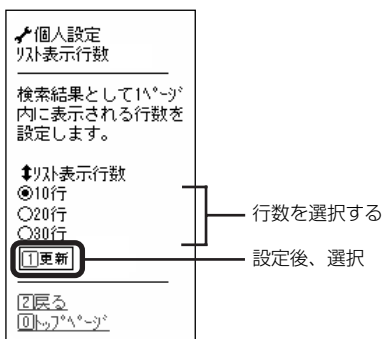 個人設定
ﾘｽﾄ表示行数
検索結果として1ﾍﾟｰｼﾞ
内に表示される行数を
設定します。
ﾘｽﾄ表示行数
◉10行
○20行
○30行
行数を選択する
1更新
設定後、選択
2戻る
0ﾄｯﾌﾟﾍﾟｰｼﾞ